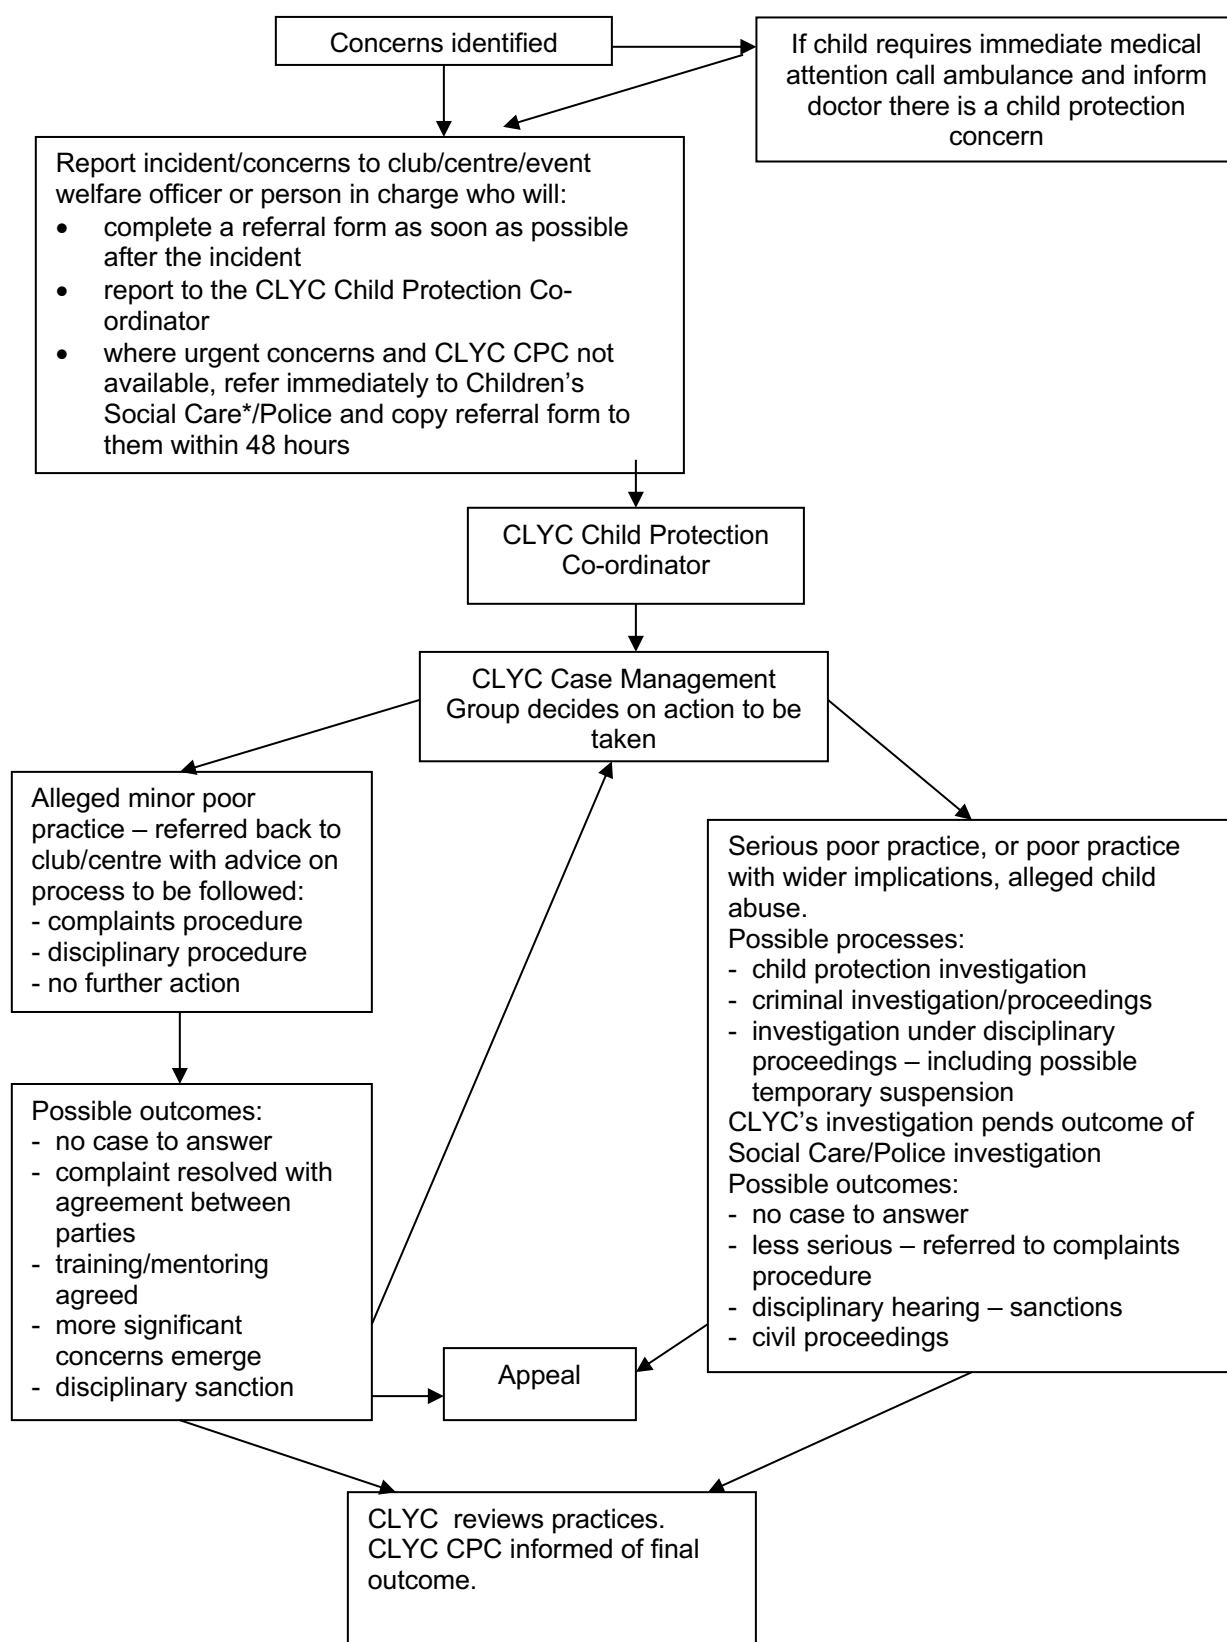 Concerns identified
If child requires immediate medical
attention call ambulance and inform
doctor there is a child protection
concern
Report incident/concerns to club/centre/event
welfare officer or person in charge who will:
• complete a referral form as soon as possible
after the incident
• report to the CLYC Child Protection Co-
ordinator
• where urgent concerns and CLYC CPC not
available, refer immediately to Children’s
Social Care*/Police and copy referral form to
them within 48 hours
CLYC Child Protection
Co-ordinator
CLYC Case Management
Group decides on action to be
taken
Alleged minor poor
practice – referred back to
club/centre with advice on
process to be followed:
- complaints procedure
- disciplinary procedure
- no further action
Serious poor practice, or poor practice
with wider implications, alleged child
abuse.
Possible processes:
- child protection investigation
- criminal investigation/proceedings
- investigation under disciplinary
proceedings – including possible
temporary suspension
CLYC’s investigation pends outcome of
Social Care/Police investigation
Possible outcomes:
- no case to answer
- less serious – referred to complaints
procedure
- disciplinary hearing – sanctions
- civil proceedings
Possible outcomes:
- no case to answer
- complaint resolved with
agreement between
parties
- training/mentoring
agreed
- more significant
concerns emerge
- disciplinary sanction
Appeal
CLYC reviews practices.
CLYC CPC informed of final
outcome.